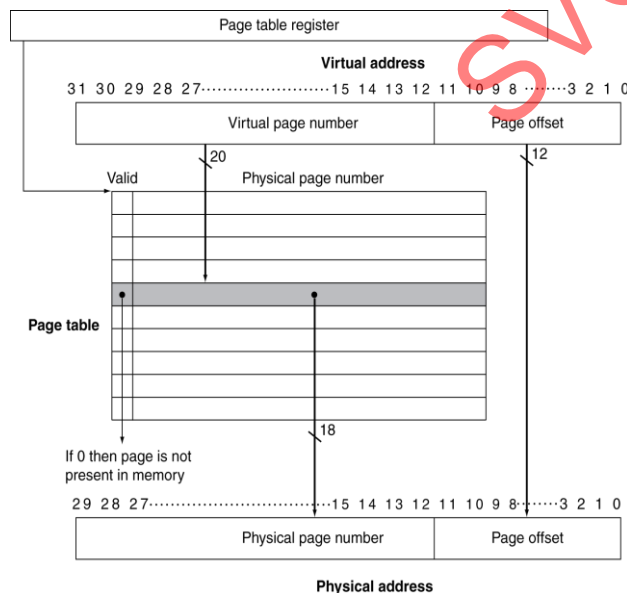 Page table register
Virtual address
31 30 29 28 27........................15 14 13 12 11 10 9 8 ......3 2 1 0
Virtual page number Page offset
20 12
Valid Physical page number
Page table
18
If 0 then page is not
present in memory
29 28 27..................................15 14 13 12 11 10 9 8.......3 2 1 0
Physical page number Page offset
Physical address